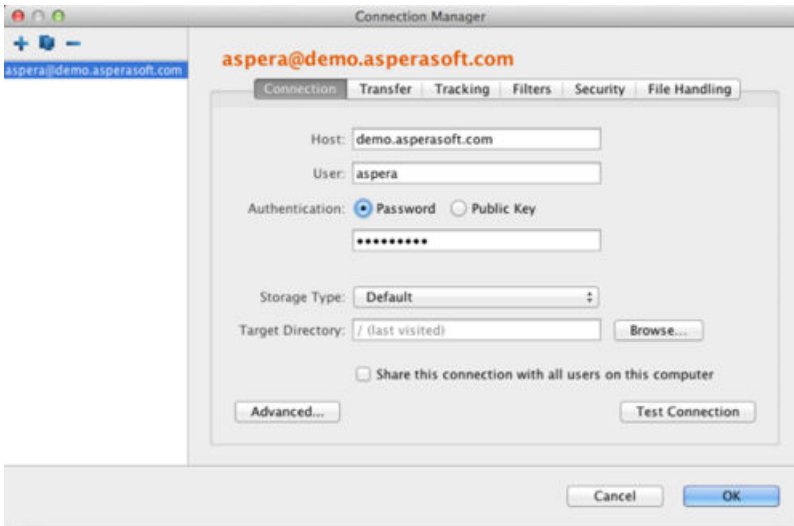 Connection Manager
aspera@demo.asperasoft.com
aspera@demo.asperasoft.com
Connection Transfer Tracking Filters Security File Handling
Host: demo.asperasoft.com
User: aspera
Authentication: Password Public Key
•••••••••
Storage Type: Default
Target Directory: / (last visited) Browse...
Share this connection with all users on this computer
Advanced... Test Connection
Cancel OK